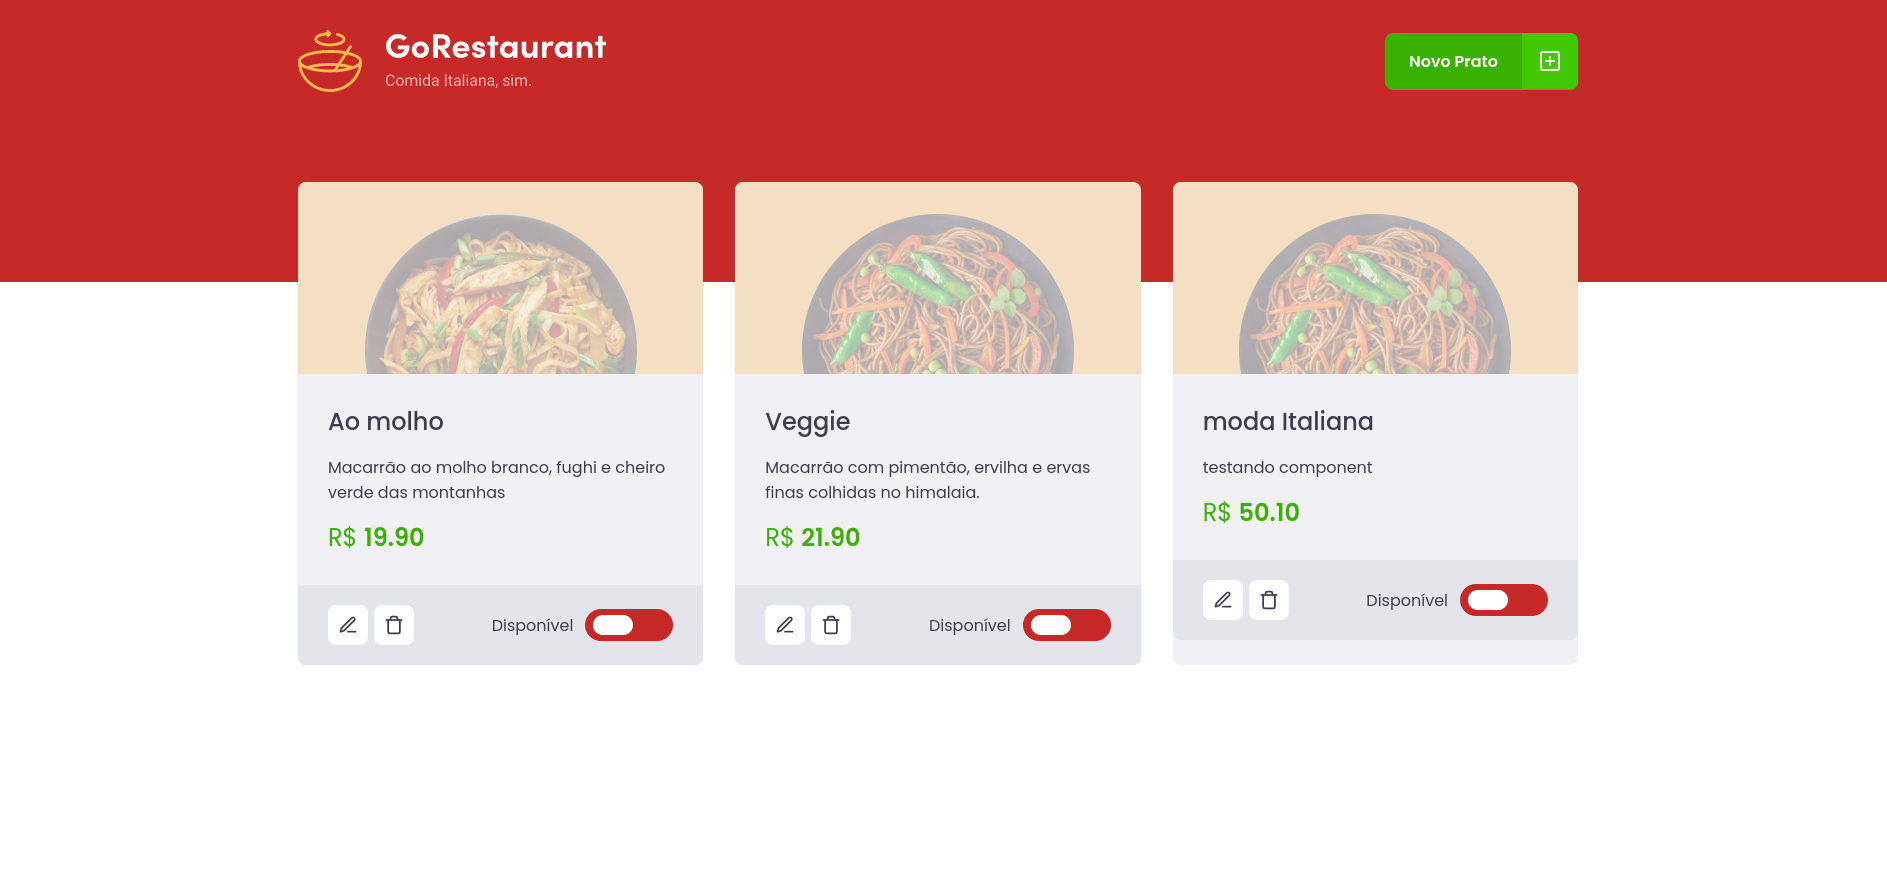 GoRestaurant
Comida Italiana, sim.
Novo Prato
Ao molho
Macarrão ao molho branco, fughi e cheiro
verde das montanhas
R$ 19.90
Disponível
Veggie
Macarrão com pimentão, ervilha e ervas
finas colhidas no himalaia.
R$ 21.90
Disponível
moda Italiana
testando component
R$ 50.10
Disponível